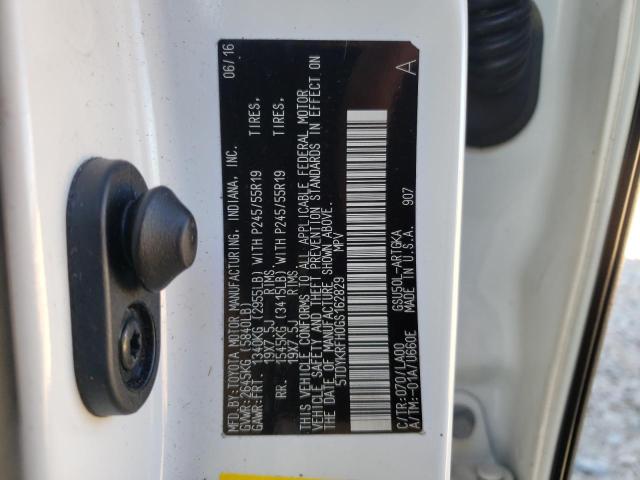 MFD.BY:TOYOTA MOTOR MANUFACTURING, INDIANA, INC. 06/16
GVWR:2645KG (5840LB)
GAWR:FRT. 1340KG (2955LB) WITH P245/55R19 TIRES,
19X7.5J RIMS,
RR. 1545KG (3415LB) WITH P245/55R19 TIRES,
19X7.5J RIMS,
THIS VEHICLE CONFORMS TO ALL APPLICABLE FEDERAL MOTOR
VEHICLE SAFETY AND THEFT PREVENTION STANDARDS IN EFFECT ON
THE DATE OF MANUFACTURE SHOWN ABOVE.
5TDYKRFH0GS162829 MPV
A
C/TR:070/LA00 GSU50L-ARTGKA
A/TM:-01A/U660E MADE IN U.S.A. 907